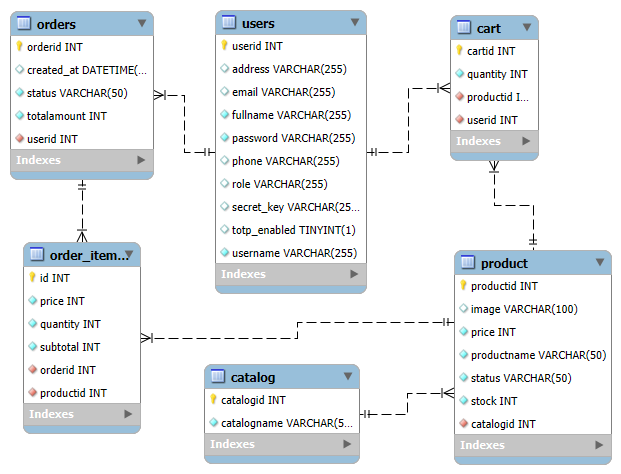 orders
orderid INT
created_at DATETIME(...
status VARCHAR(50)
totalamount INT
userid INT
Indexes
users
userid INT
address VARCHAR(255)
email VARCHAR(255)
fullname VARCHAR(255)
password VARCHAR(255)
phone VARCHAR(255)
role VARCHAR(255)
secret_key VARCHAR(25...
totp_enabled TINYINT(1)
username VARCHAR(255)
Indexes
cart
cartid INT
quantity INT
productid I...
userid INT
Indexes
order_item...
id INT
price INT
quantity INT
subtotal INT
orderid INT
productid INT
Indexes
catalog
catalogid INT
catalogname VARCHAR(5...
Indexes
product
productid INT
image VARCHAR(100)
price INT
productname VARCHAR(50)
status VARCHAR(50)
stock INT
catalogid INT
Indexes